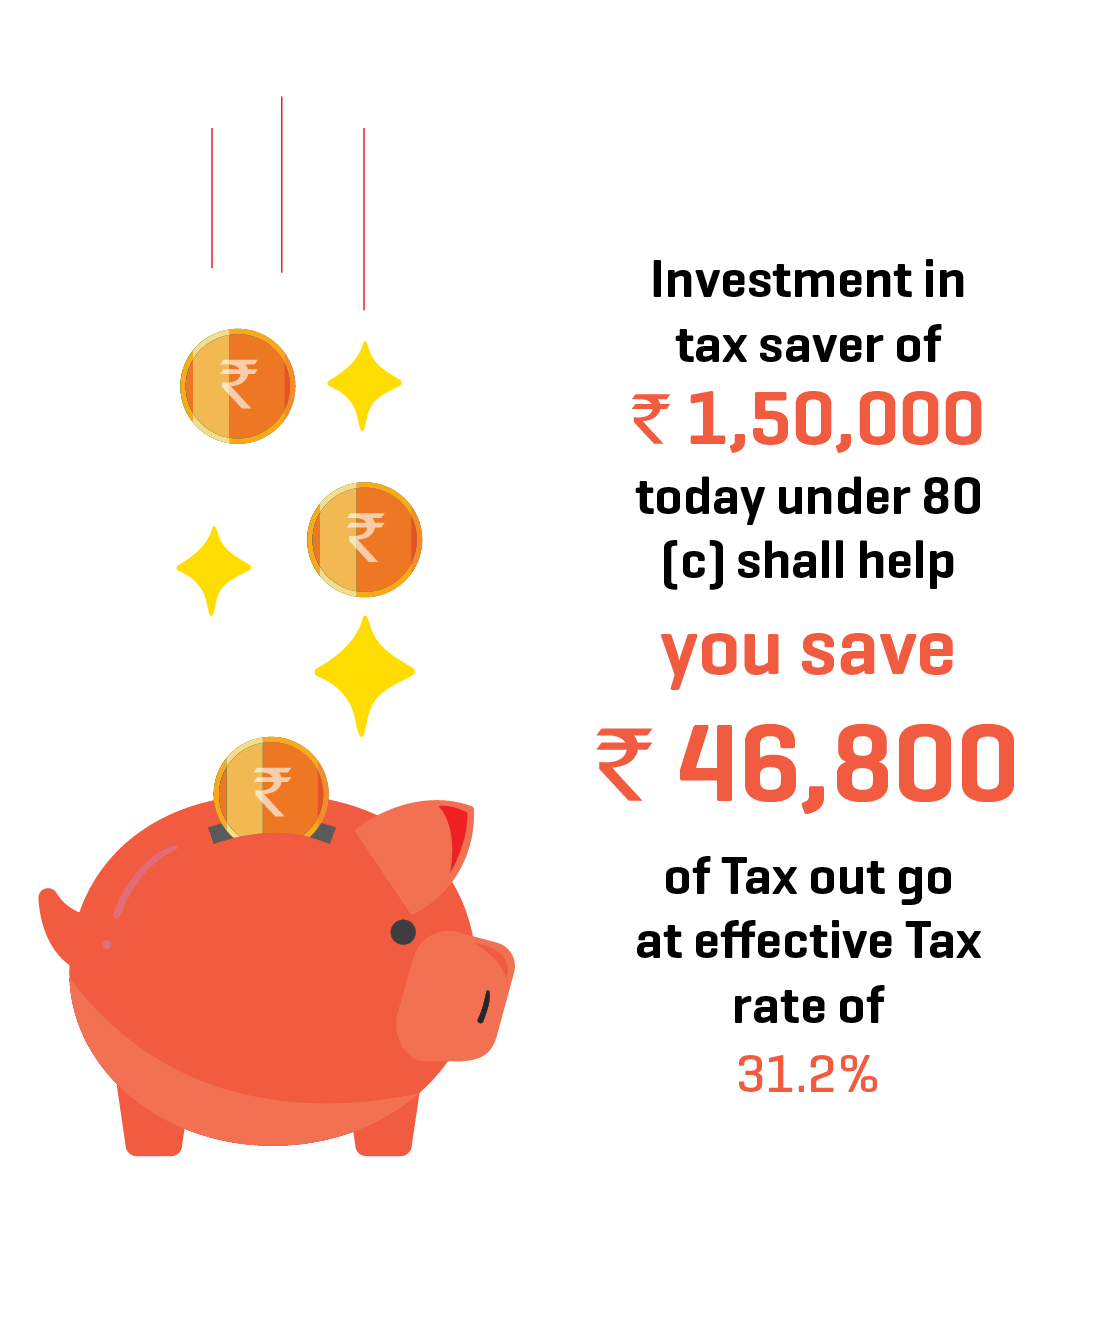 Investment in
tax saver of
₹ 1,50,000
today under 80
(c) shall help
you save
₹ 46,800
of Tax out go
at effective Tax
rate of
31.2%
₹
₹
₹